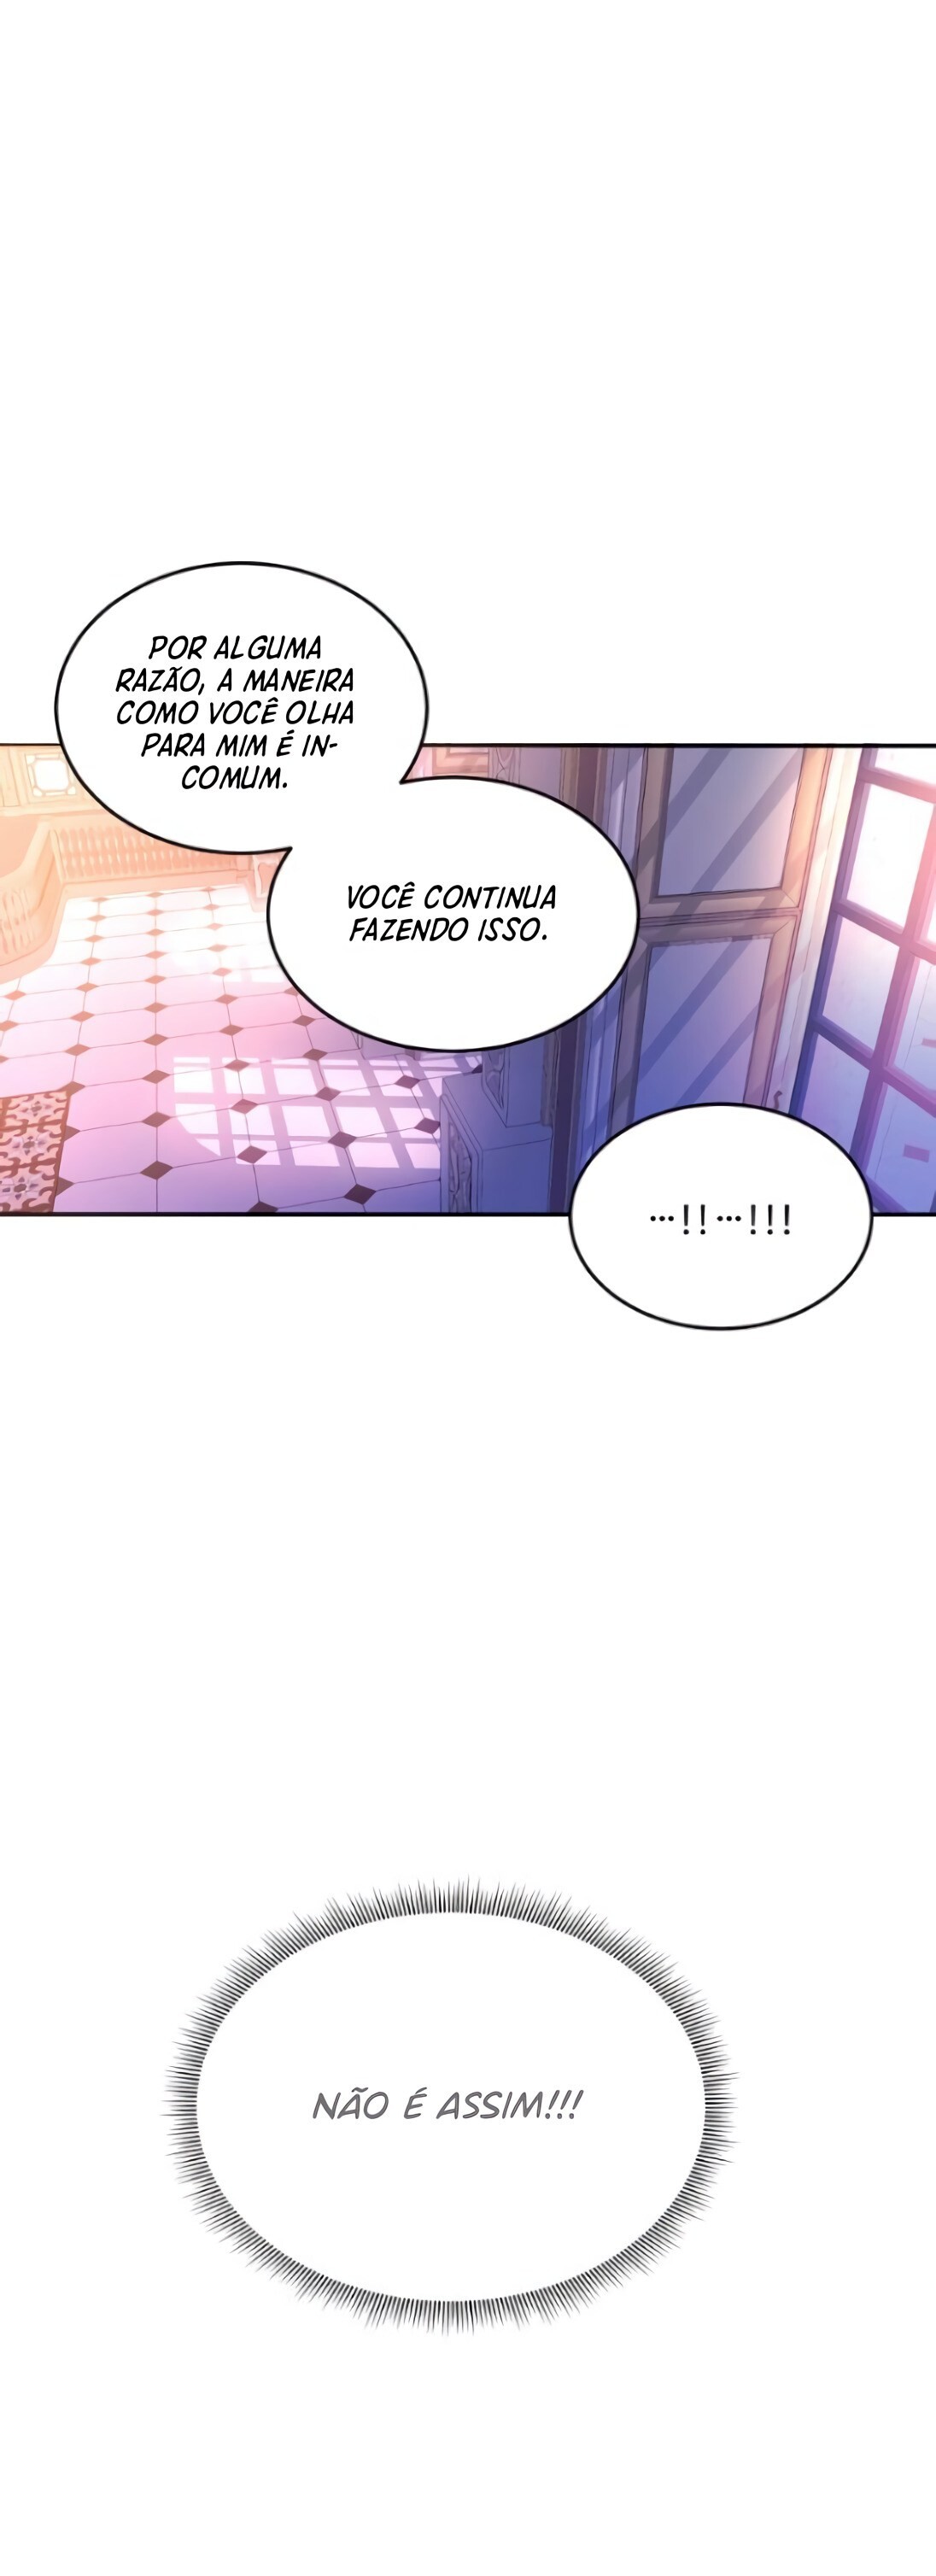 POR ALGUMA
RAZÃO, A MANEIRA
COMO VOCÊ OLHA
PARA MIM É IN-
COMUM.
VOCÊ CONTINUA
FAZENDO ISSO.
...!!...!!!
NÃO É ASSIM!!!